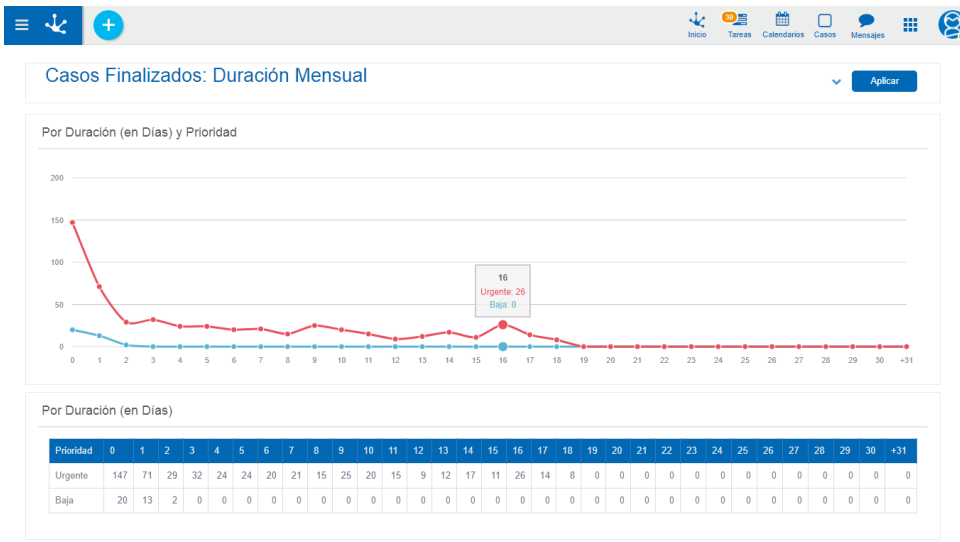 39
Inicio Tareas Calendarios Casos Mensajes
Casos Finalizados: Duración Mensual
Aplicar
Por Duración (en Días) y Prioridad
200
150
100
50
0
16
Urgente: 26
Baja: 0
0 1 2 3 4 5 6 7 8 9 10 11 12 13 14 15 16 17 18 19 20 21 22 23 24 25 26 27 28 29 30 +31
Por Duración (en Días)
Prioridad 0 1 2 3 4 5 6 7 8 9 10 11 12 13 14 15 16 17 18 19 20 21 22 23 24 25 26 27 28 29 30 +31
Urgente 147 71 29 32 24 24 20 21 15 25 20 15 9 12 17 11 26 14 8 0 0 0 0 0 0 0 0 0 0 0 0 0
Baja 20 13 2 0 0 0 0 0 0 0 0 0 0 0 0 0 0 0 0 0 0 0 0 0 0 0 0 0 0 0 0 0